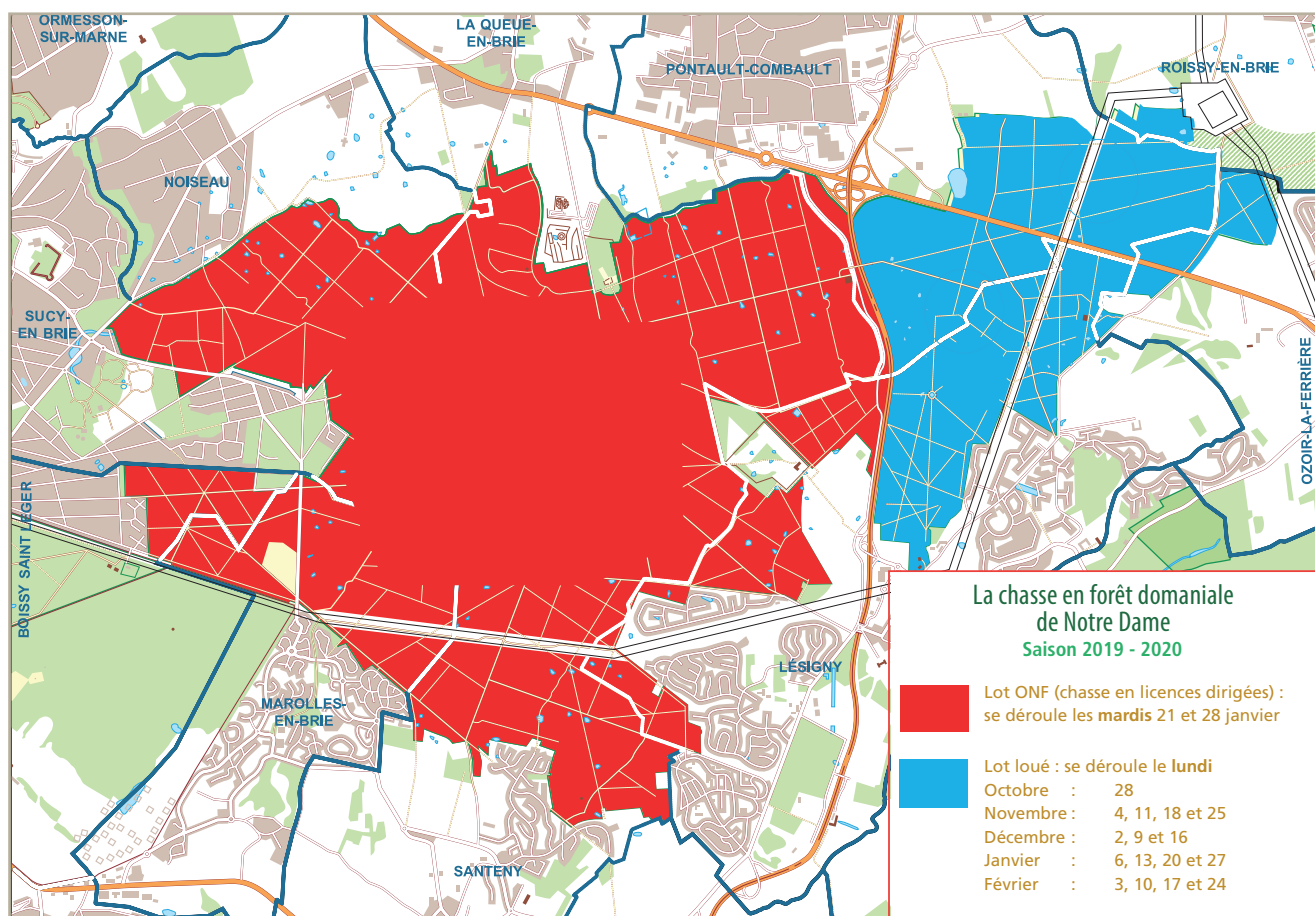 ORMESSON-
SUR-MARNE
LA QUEUE-
EN-BRIE
PONTAULT-COMBAULT
ROISSY-EN-BRIE
NOISEAU
SUCY-
EN BRIE
OZOIR-LA-FERRIÈRE
BOISSY SAINT LEGER
LÉSIGNY
MAROLLES-
EN-BRIE
SANTENY
La chasse en forêt domaniale
de Notre Dame
Saison 2019 - 2020
Lot ONF (chasse en licences dirigées) :
se déroule les mardis 21 et 28 janvier
Lot loué : se déroule le lundi
Octobre : 28
Novembre : 4, 11, 18 et 25
Décembre : 2, 9 et 16
Janvier : 6, 13, 20 et 27
Février : 3, 10, 17 et 24